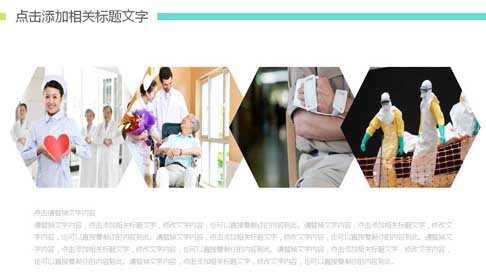 点击添加相关标题文字
点击请替换文字内容
请替换文字内容，点击添加相关标题文字，修改文字内容，也可以直接复制你的内容到此。请替换文字内容，点击添加相关标题文字，修改文
字内容，也可以直接复制你的内容到此。请替换文字内容，点击添加相关标题文字，修改文字内容，也可以直接复制你的内容到此。请替换文
字内容，点击添加相关标题文字，修改文字内容，也可以直接复制你的内容到此。请替换文字内容，点击添加相关标题文字，修改文字内容，
也可以直接复制你的内容到此。请替换文字内容，点击添加相关标题文字，修改文字内容，也可以直接复制你的内容到此。